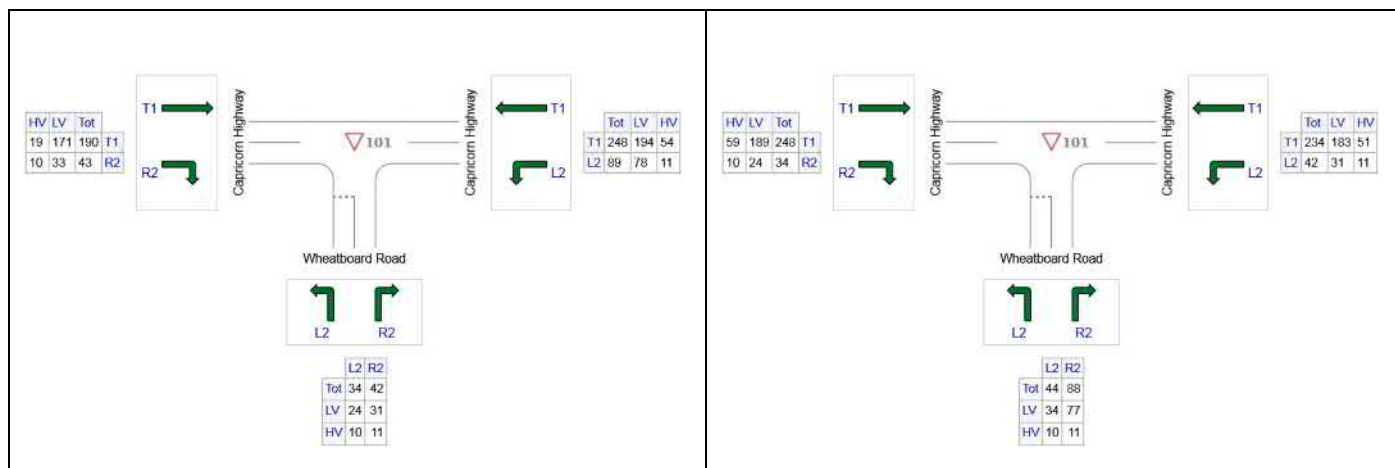 T1
R2
Capricorn Highway
HV LV Tot
19 171 190 T1
10 33 43 R2
101
Capricorn Highway
T1
L2
Tot LV HV
T1 248 194 54
L2 89 78 11
Wheatboard Road
L2 R2
L2 R2
Tot 34 42
LV 24 31
HV 10 11
T1
R2
Capricorn Highway
HV LV Tot
59 189 248 T1
10 24 34 R2
101
Capricorn Highway
T1
L2
Tot LV HV
T1 234 183 51
L2 42 31 11
Wheatboard Road
L2 R2
L2 R2
Tot 44 88
LV 34 77
HV 10 11